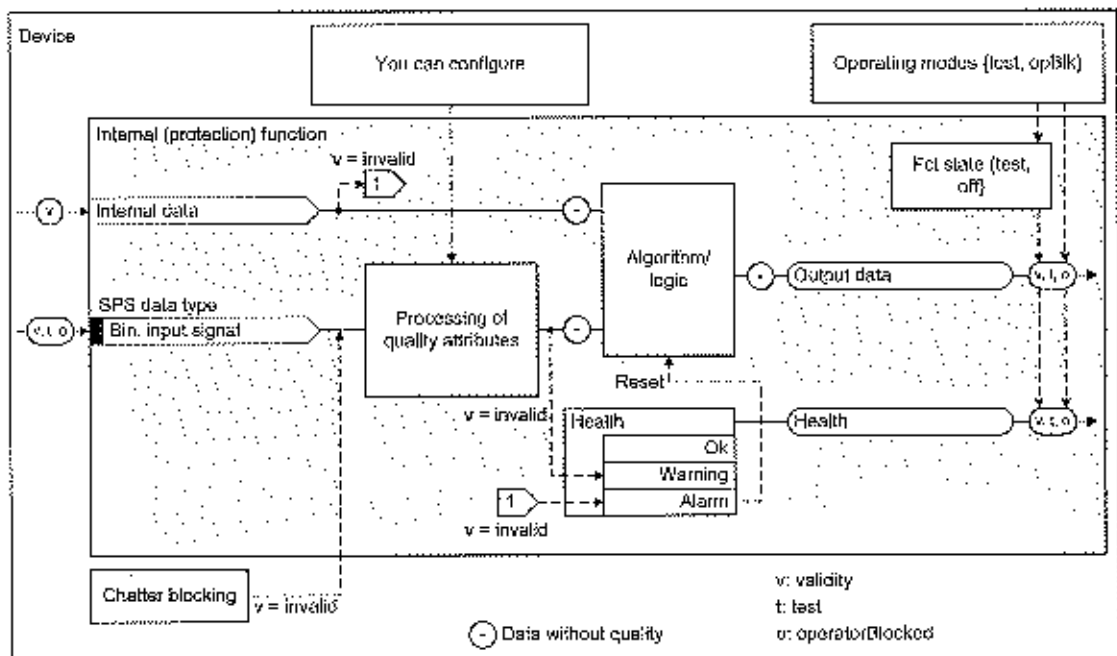 Device
You can configure
Operating modes {test, opBlk}
Internal (protection) function
v = invalid
1
Fct state (test,
off}
v
Internal data
-
Algorithm/
logic
-
Output data
v, t, o
SPS data type
v, t, o
Bin. input signal
Processing of
quality attributes
-
Reset
v = invalid
Health
Health
v, t, o
Ok
Warning
1
Alarm
v = invalid
Chatter blocking
v = invalid
v: validity
t: test
- Data without quality
o: operatorBlocked